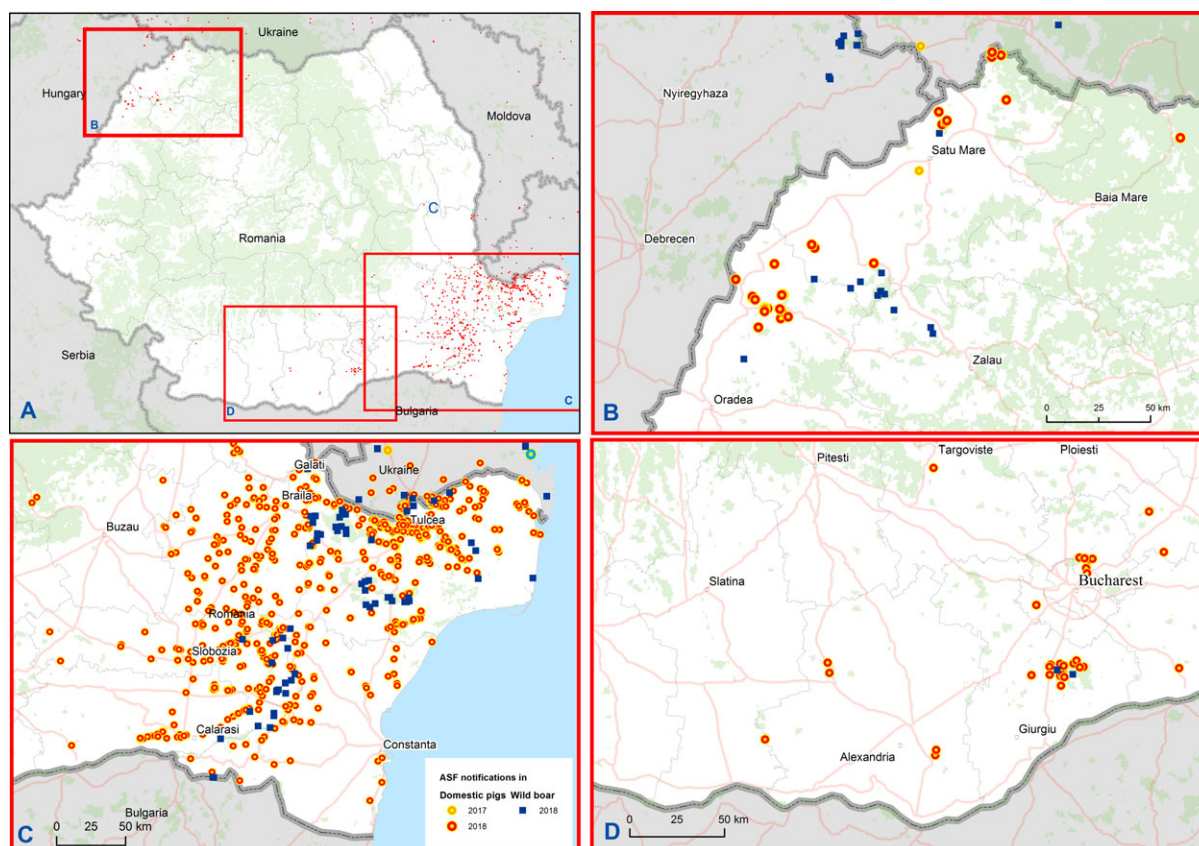 Ukraine
Hungary
B
Moldova
C
Romania
Serbia
A
D
Bulgaria
C
Nyiregyhaza
Satu Mare
Baia Mare
Debrecen
Zalau
Oradea
B
0 25 50 km
Galati
Ukraine
Braila
Tulcea
Buzau
Romania
Slobozia
Calarasi
Constanta
Bulgaria
C
0 25 50 km
ASF notifications in
Domestic pigs Wild boar
2017 2018
2018
Pitesti
Targoviste
Ploiesti
Slatina
Bucharest
Giurgiu
Alexandria
D
0 25 50 km